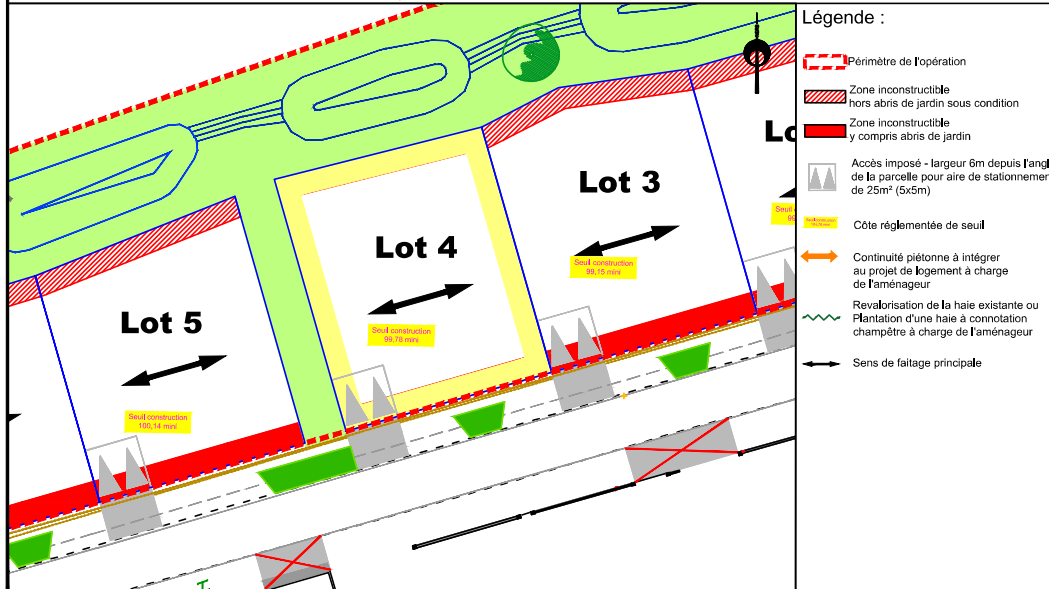 Légende :
Périmètre de l'opération
Zone inconstructible
hors abris de jardin sous condition
Zone inconstructible
y compris abris de jardin
Accès imposé - largeur 6m depuis l'angl
de la parcelle pour aire de stationnemen
de 25m² (5x5m)
Côte réglementée de seuil
Continuité piétonne à intégrer
au projet de logement à charge
de l'aménageur
Revalorisation de la haie existante ou
Plantation d'une haie à connotation
champêtre à charge de l'aménageur
Sens de faitage principale
Lo
Lot 3
Seuil construction
99,15 mini
Lot 4
Seuil construction
99,78 mini
Lot 5
Seuil construction
100,14 mini